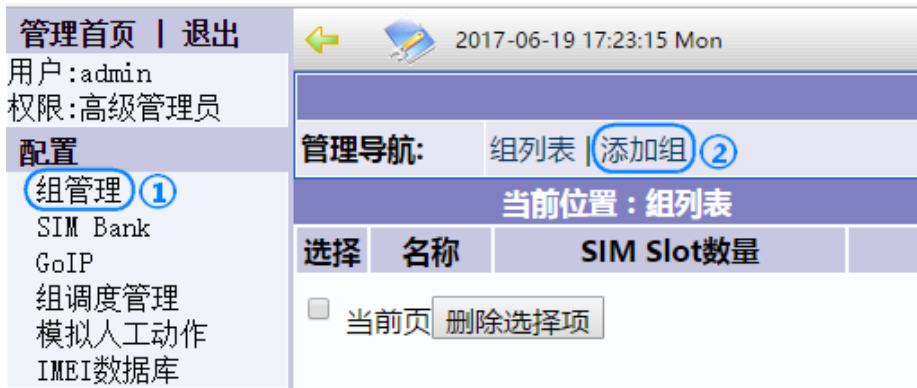 管理首页 | 退出
用户:admin
权限:高级管理员
配置
组管理 ①
SIM Bank
GoIP
组调度管理
模拟人工动作
IMEI数据库
2017-06-19 17:23:15 Mon
管理导航: 组列表 | 添加组 ②
当前位置：组列表
选择 名称 SIM Slot数量
当前页 删除选择项